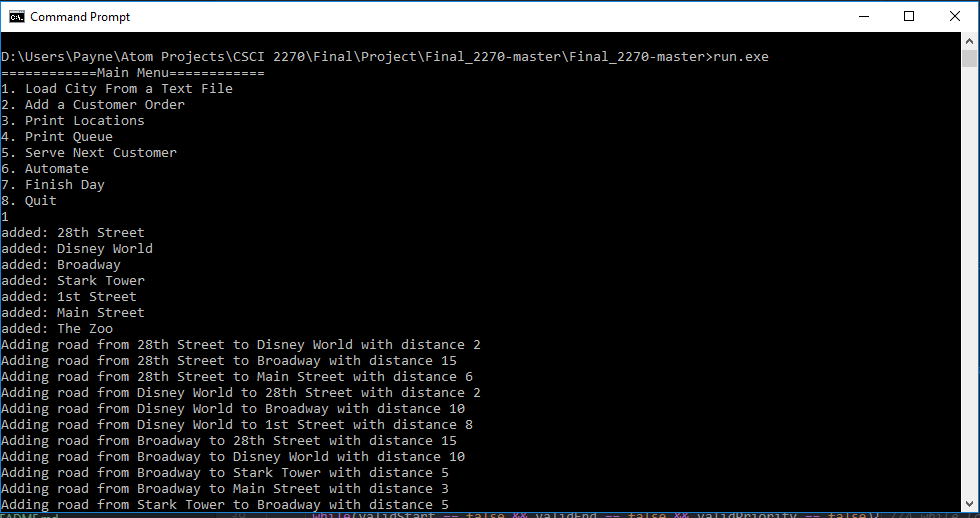 Command Prompt
D:\Users\Payne\Atom Projects\CSCI 2270\Final\Project\Final_2270-master\Final_2270-master>run.exe
============Main Menu============
1. Load City From a Text File
2. Add a Customer Order
3. Print Locations
4. Print Queue
5. Serve Next Customer
6. Automate
7. Finish Day
8. Quit
1
added: 28th Street
added: Disney World
added: Broadway
added: Stark Tower
added: 1st Street
added: Main Street
added: The Zoo
Adding road from 28th Street to Disney World with distance 2
Adding road from 28th Street to Broadway with distance 15
Adding road from 28th Street to Main Street with distance 6
Adding road from Disney World to 28th Street with distance 2
Adding road from Disney World to Broadway with distance 10
Adding road from Disney World to 1st Street with distance 8
Adding road from Broadway to 28th Street with distance 15
Adding road from Broadway to Disney World with distance 10
Adding road from Broadway to Stark Tower with distance 5
Adding road from Broadway to Main Street with distance 3
Adding road from Stark Tower to Broadway with distance 5